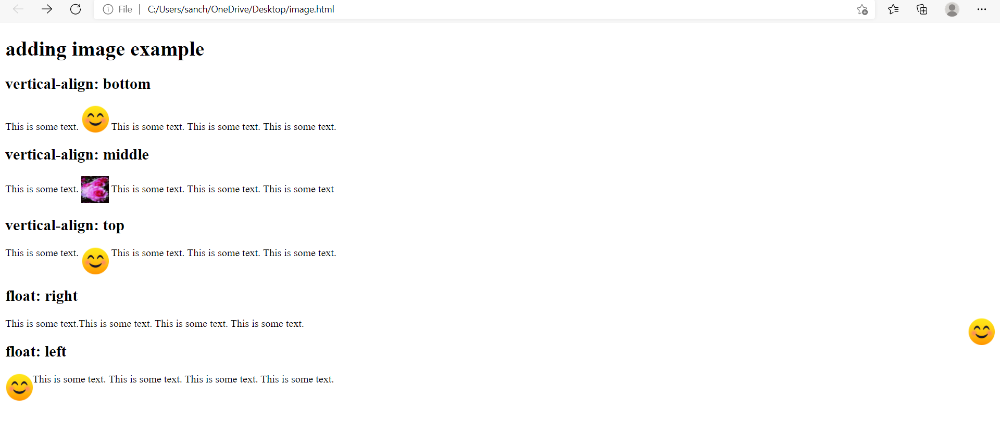 File | C:/Users/sanch/OneDrive/Desktop/image.html
adding image example
vertical-align: bottom
This is some text. This is some text. This is some text. This is some text.
vertical-align: middle
This is some text. This is some text. This is some text. This is some text
vertical-align: top
This is some text. This is some text. This is some text. This is some text.
float: right
This is some text.This is some text. This is some text. This is some text.
float: left
This is some text. This is some text. This is some text. This is some text.